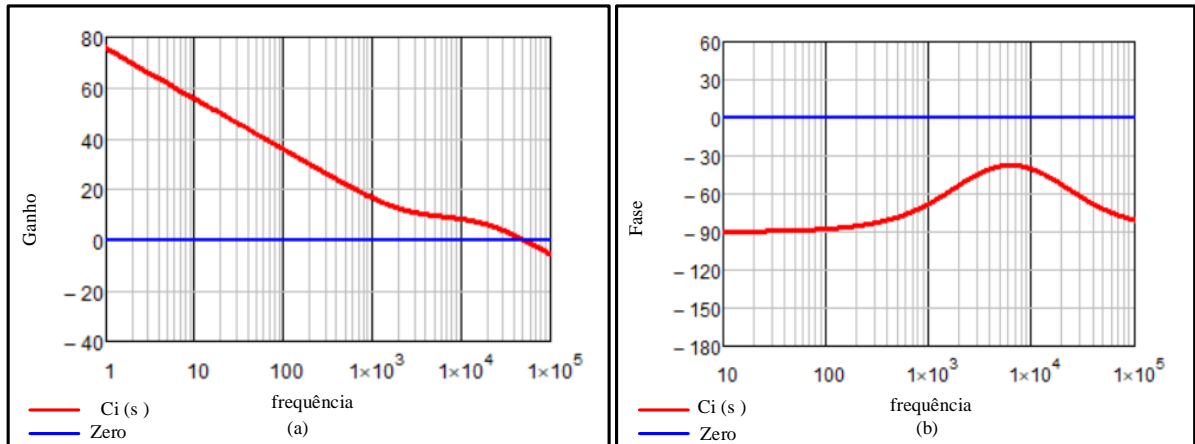 Ganho
80
60
40
20
0
− 20
− 40
1
10
100
1×10³
1×10⁴
1×10⁵
frequência
Ci (s )
Zero
(a)
Fase
60
30
0
− 30
− 60
− 90
− 120
− 150
− 180
10
100
1×10³
1×10⁴
1×10⁵
frequência
Ci (s )
Zero
(b)